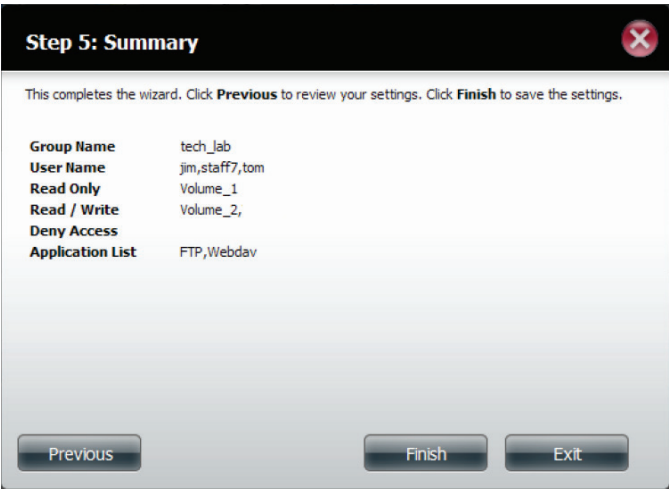 Step 5: Summary
This completes the wizard. Click Previous to review your settings. Click Finish to save the settings.
Group Name tech_lab
User Name jim,staff7,tom
Read Only Volume_1
Read / Write Volume_2,
Deny Access
Application List FTP,Webdav
Previous Finish Exit